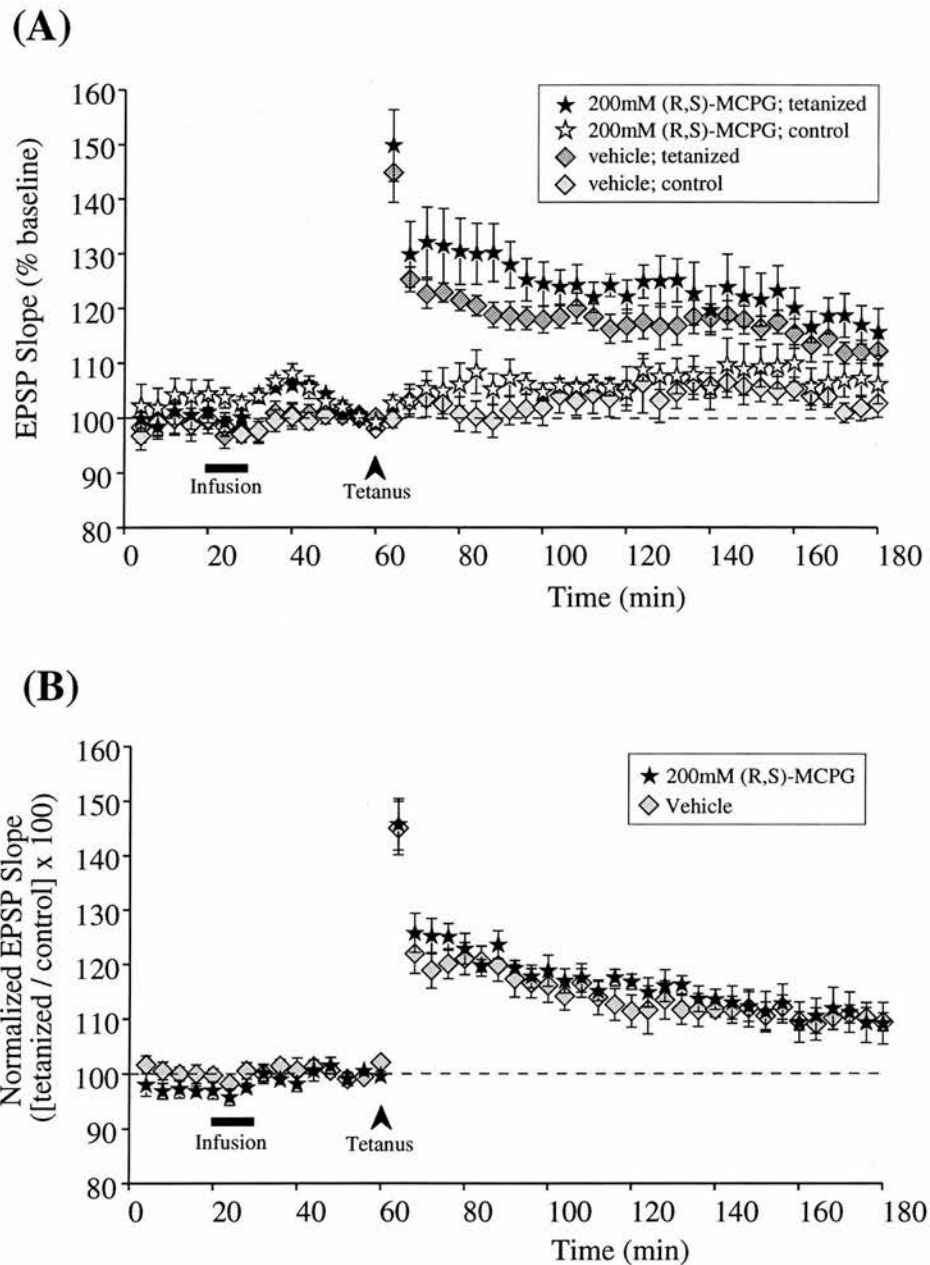 (A)
160
150
140
130
120
110
100
90
80
EPSP Slope (% baseline)
200mM (R,S)-MCPG; tetanized
200mM (R,S)-MCPG; control
vehicle; tetanized
vehicle; control
Infusion
Tetanus
0 20 40 60 80 100 120 140 160 180
Time (min)
(B)
160
150
140
130
120
110
100
90
80
Normalized EPSP Slope
([tetanized / control] x 100)
200mM (R,S)-MCPG
Vehicle
Infusion
Tetanus
0 20 40 60 80 100 120 140 160 180
Time (min)